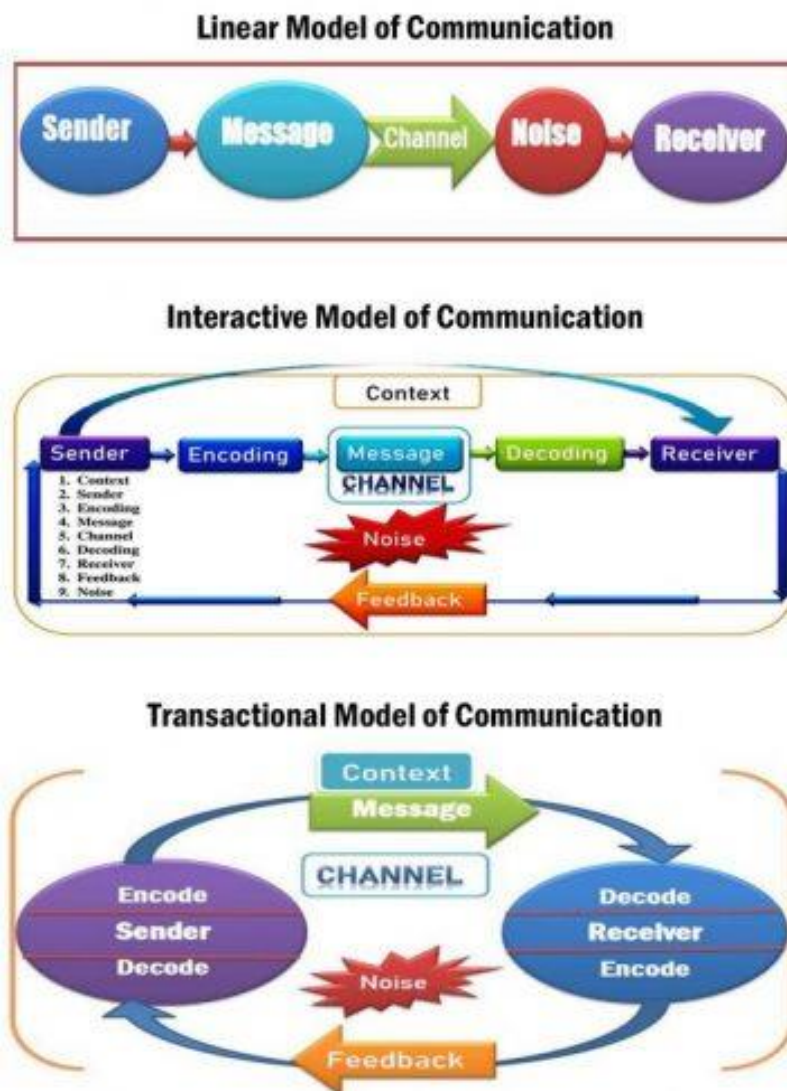 Linear Model of Communication
Sender Message Channel Noise Receiver
Interactive Model of Communication
Context
Sender Encoding Message Decoding Receiver
CHANNEL
1. Context
2. Sender
3. Encoding
4. Message
5. Channel
6. Decoding
7. Receiver
8. Feedback
9. Noise
Noise
Feedback
Transactional Model of Communication
Context
Message
CHANNEL
Encode
Sender
Decode
Decode
Receiver
Encode
Noise
Feedback